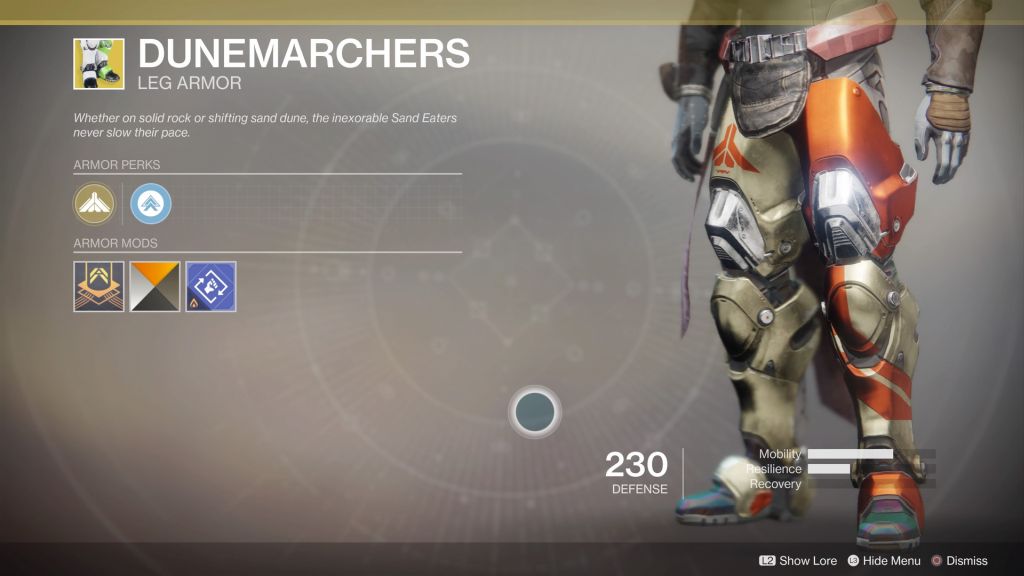 DUNEMARCHERS
LEG ARMOR
Whether on solid rock or shifting sand dune, the inexorable Sand Eaters
never slow their pace.
ARMOR PERKS
ARMOR MODS
230
DEFENSE
Mobility
Resilience
Recovery
L2 Show Lore L3 Hide Menu Dismiss